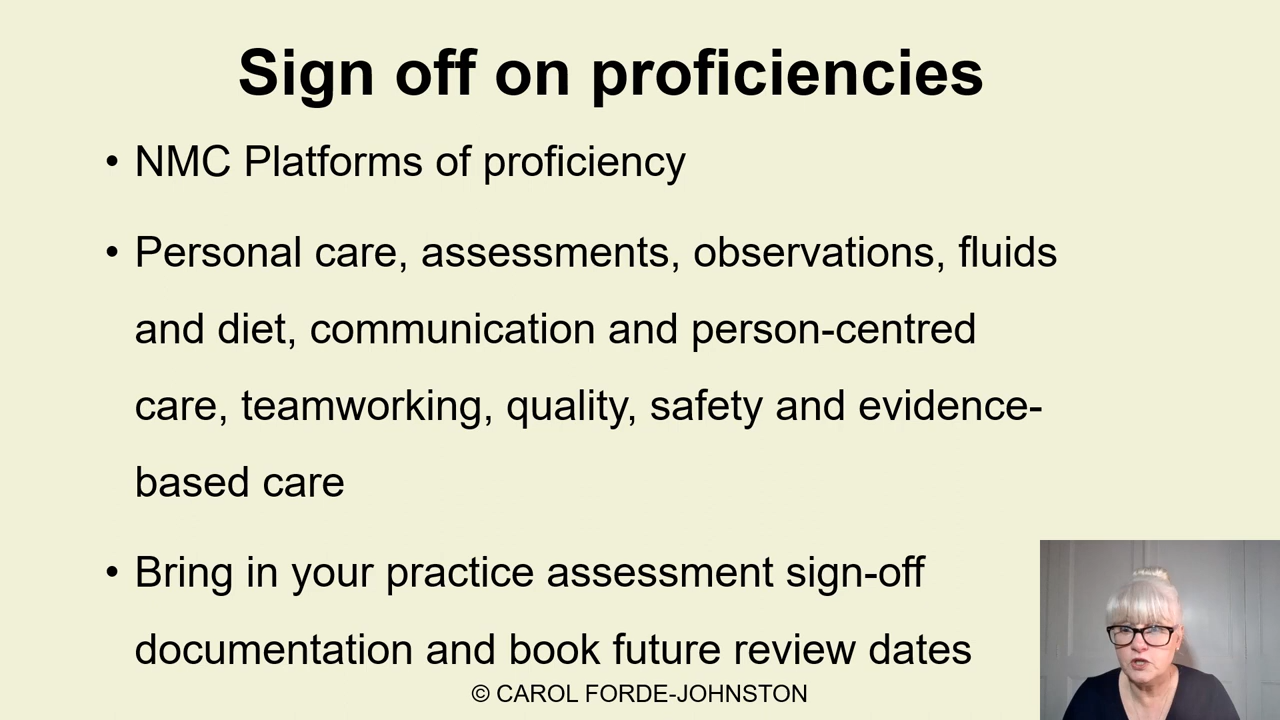 Sign off on proficiencies
• NMC Platforms of proficiency
• Personal care, assessments, observations, fluids
and diet, communication and person-centred
care, teamworking, quality, safety and evidence-
based care
• Bring in your practice assessment sign-off
documentation and book future review dates
© CAROL FORDE-JOHNSTON